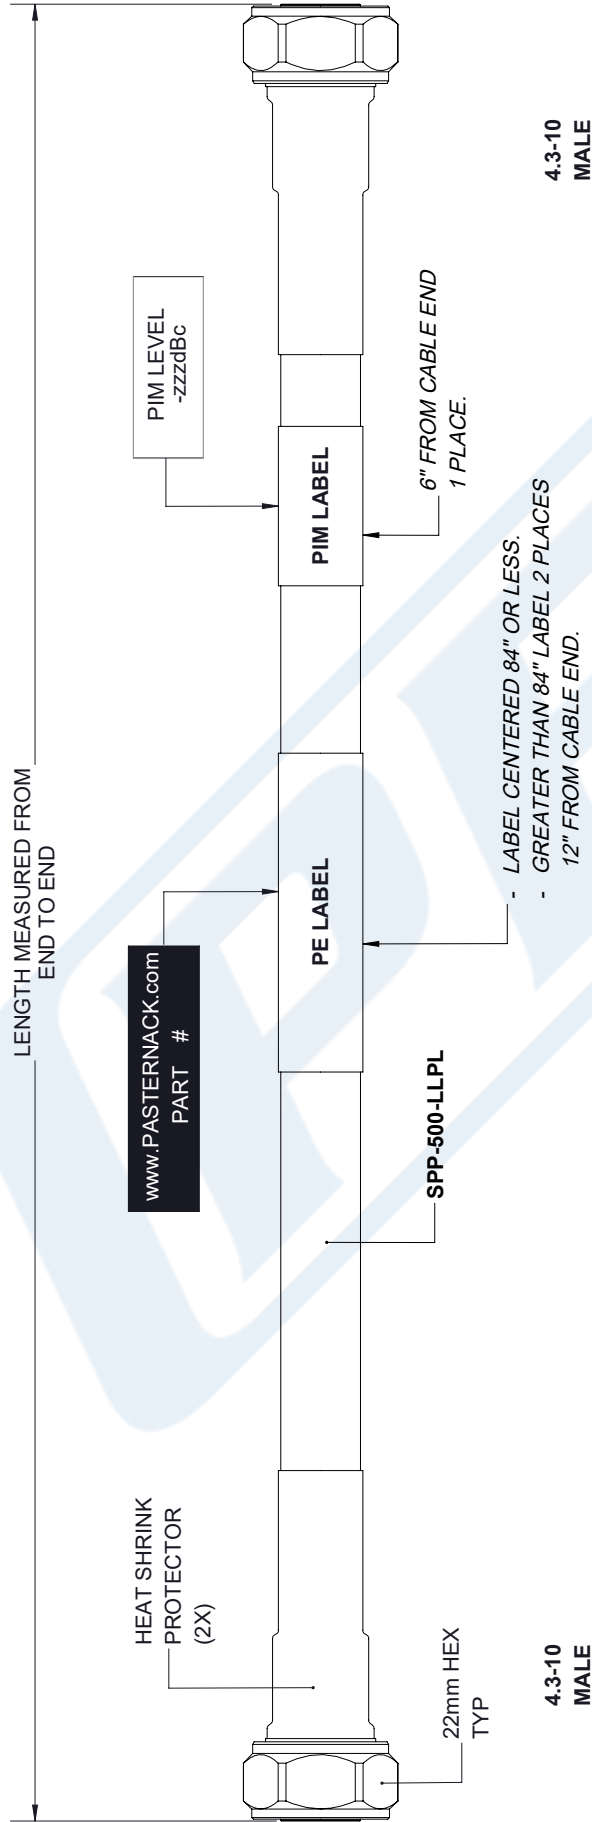 LENGTH MEASURED FROM
END TO END
HEAT SHRINK
PROTECTOR
(2X)
www.PASTERNACK.com
PART #
PIM LEVEL
-zzzdBc
PE LABEL
PIM LABEL
22mm HEX
TYP
SPP-500-LLPL
6" FROM CABLE END
1 PLACE.
- LABEL CENTERED 84" OR LESS.
- GREATER THAN 84" LABEL 2 PLACES
12" FROM CABLE END.
4.3-10
MALE
4.3-10
MALE